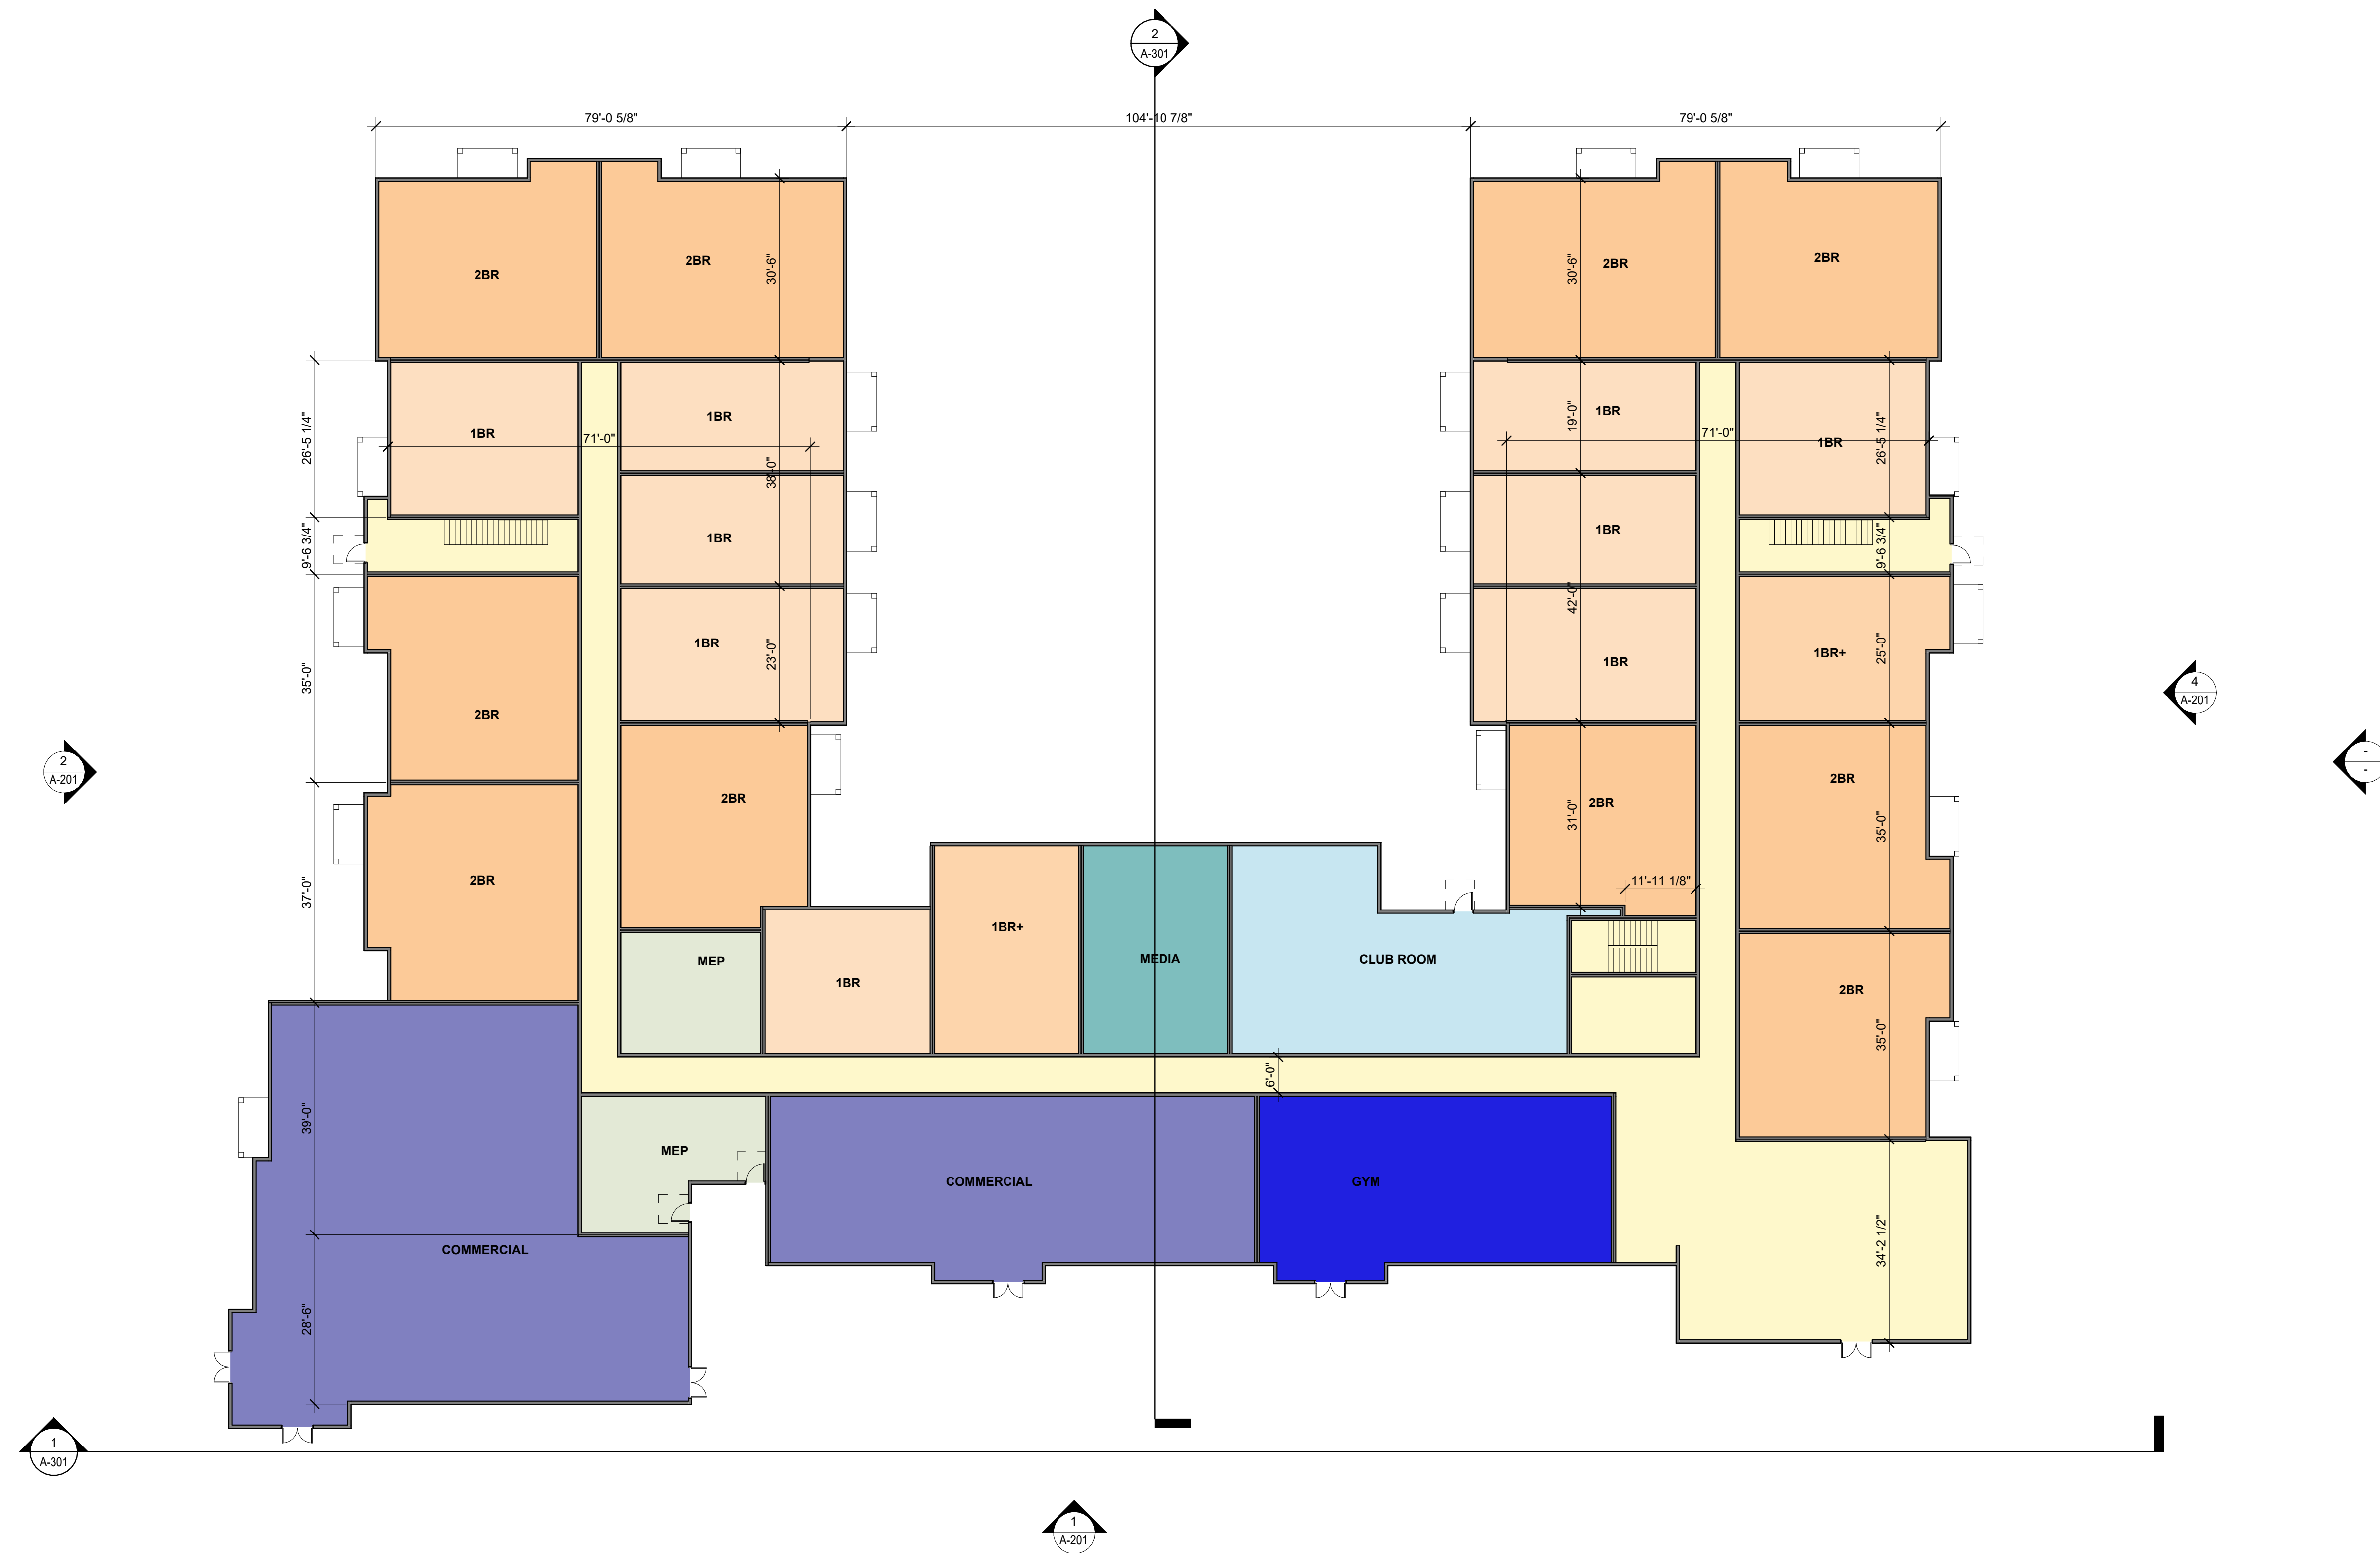 2
A-301
79'-0 5/8"
104'-10 7/8"
79'-0 5/8"
2BR
2BR
30'-6"
30'-6"
2BR
2BR
26'-5 1/4"
1BR
71'-0"
1BR
38'-0"
1BR
19'-0"
71'-0"
1BR
26'-5 1/4"
9'-6 3/4"
1BR
1BR
9'-6 3/4"
42'-0"
35'-0"
2BR
1BR
23'-0"
1BR
1BR+
25'-0"
4
A-201
2
A-201
-
-
2BR
2BR
31'-0"
2BR
35'-0"
37'-0"
2BR
11'-11 1/8"
MEP
1BR
1BR+
MEDIA
CLUB ROOM
2BR
35'-0"
6'-0"
39'-0"
MEP
COMMERCIAL
GYM
COMMERCIAL
34'-2 1/2"
28'-6"
1
A-301
1
A-201